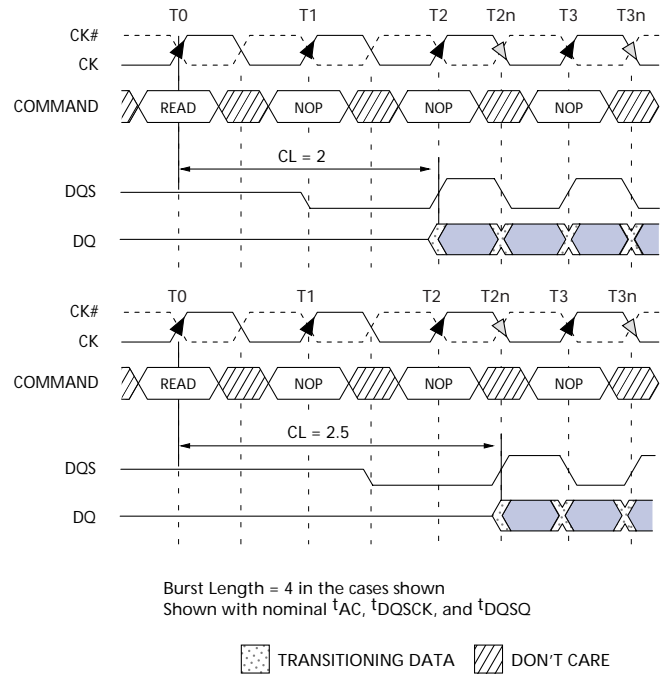 T0 T1 T2 T2n T3 T3n
CK#
CK
COMMAND READ NOP NOP NOP
CL = 2
DQS
DQ
T0 T1 T2 T2n T3 T3n
CK#
CK
COMMAND READ NOP NOP NOP
CL = 2.5
DQS
DQ
Burst Length = 4 in the cases shown
Shown with nominal tAC, tDQSCK, and tDQSQ
TRANSITIONING DATA DON'T CARE